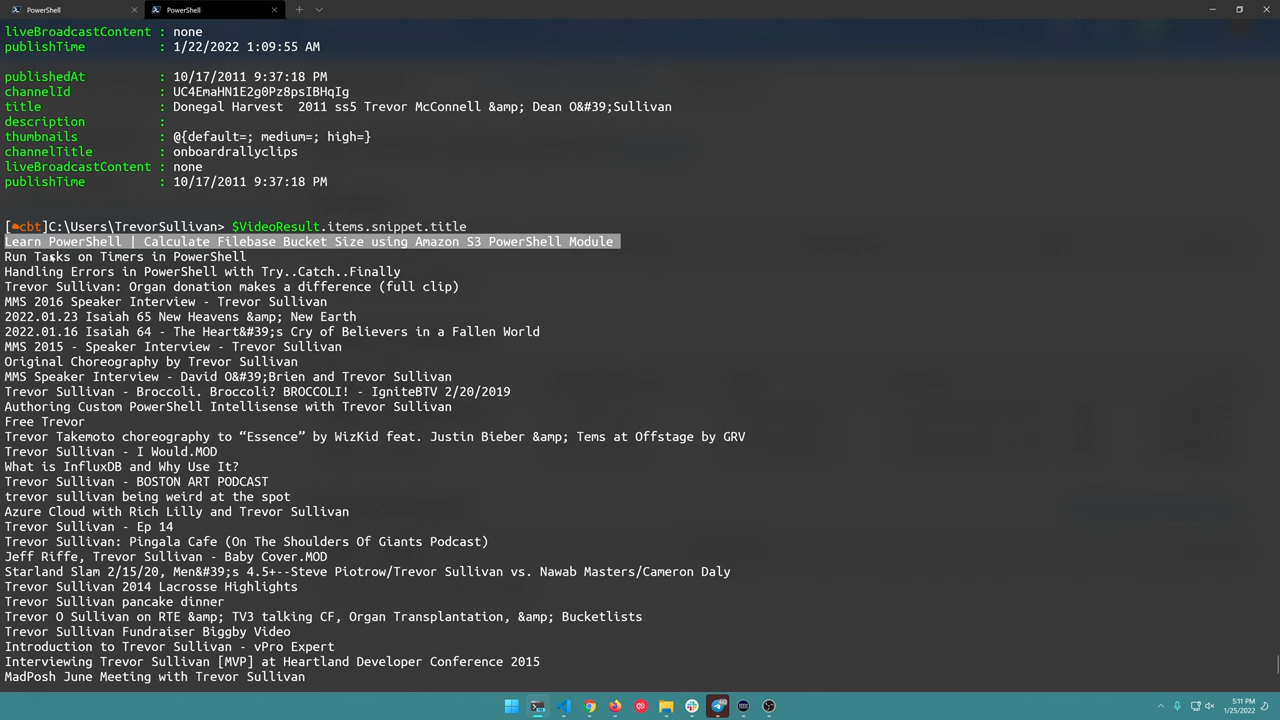 PowerShell
PowerShell
liveBroadcastContent : none
publishTime : 1/22/2022 1:09:55 AM
publishedAt : 10/17/2011 9:37:18 PM
channelId : UC4EmaHN1E2g0Pz8psIBHqIg
title : Donegal Harvest  2011 ss5 Trevor McConnell &amp; Dean O&#39;Sullivan
description :
thumbnails : @{default=; medium=; high=}
channelTitle : onboardrallyclips
liveBroadcastContent : none
publishTime : 10/17/2011 9:37:18 PM
[cbt]C:\Users\TrevorSullivan> $VideoResult.items.snippet.title
Learn PowerShell | Calculate Filebase Bucket Size using Amazon S3 PowerShell Module
Run Tasks on Timers in PowerShell
Handling Errors in PowerShell with Try..Catch..Finally
Trevor Sullivan: Organ donation makes a difference (full clip)
MMS 2016 Speaker Interview - Trevor Sullivan
2022.01.23 Isaiah 65 New Heavens &amp; New Earth
2022.01.16 Isaiah 64 - The Heart&#39;s Cry of Believers in a Fallen World
MMS 2015 - Speaker Interview - Trevor Sullivan
Original Choreography by Trevor Sullivan
MMS Speaker Interview - David O&#39;Brien and Trevor Sullivan
Trevor Sullivan - Broccoli. Broccoli? BROCCOLI! - IgniteBTV 2/20/2019
Authoring Custom PowerShell Intellisense with Trevor Sullivan
Free Trevor
Trevor Takemoto choreography to “Essence” by WizKid feat. Justin Bieber &amp; Tems at Offstage by GRV
Trevor Sullivan - I Would.MOD
What is InfluxDB and Why Use It?
Trevor Sullivan - BOSTON ART PODCAST
trevor sullivan being weird at the spot
Azure Cloud with Rich Lilly and Trevor Sullivan
Trevor Sullivan - Ep 14
Trevor Sullivan: Pingala Cafe (On The Shoulders Of Giants Podcast)
Jeff Riffe, Trevor Sullivan - Baby Cover.MOD
Starland Slam 2/15/20, Men&#39;s 4.5+--Steve Piotrow/Trevor Sullivan vs. Nawab Masters/Cameron Daly
Trevor Sullivan 2014 Lacrosse Highlights
Trevor Sullivan pancake dinner
Trevor O Sullivan on RTE &amp; TV3 talking CF, Organ Transplantation, &amp; Bucketlists
Trevor Sullivan Fundraiser Biggby Video
Introduction to Trevor Sullivan - vPro Expert
Interviewing Trevor Sullivan [MVP] at Heartland Developer Conference 2015
MadPosh June Meeting with Trevor Sullivan
5:11 PM
1/25/2022